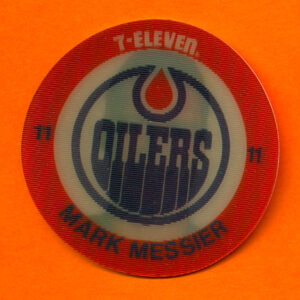 7-ELEVEN.
11 11
OILERS
MARK MESSIER